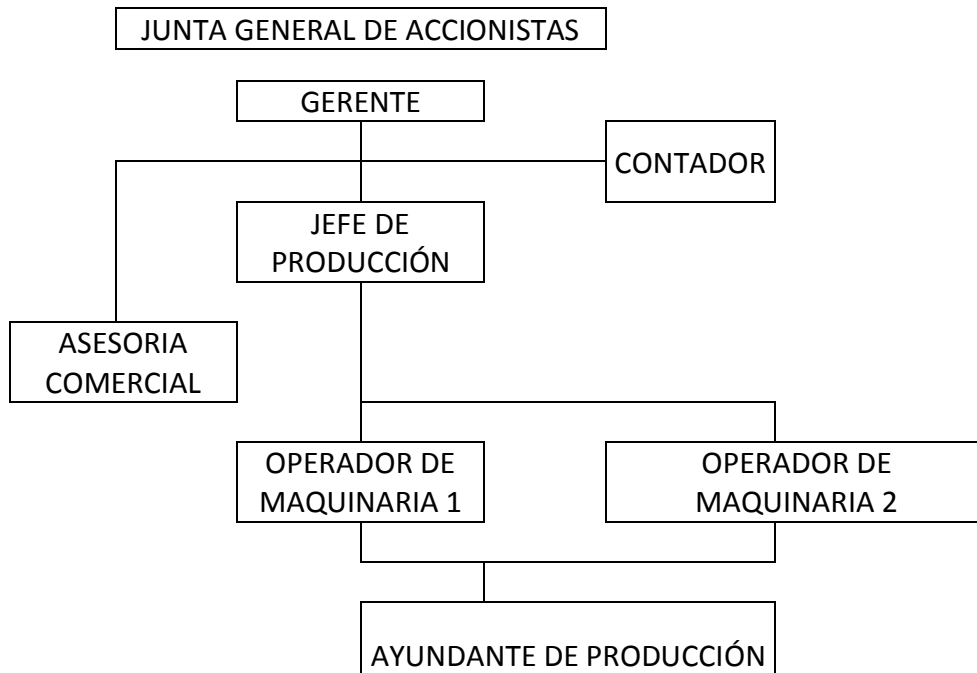 JUNTA GENERAL DE ACCIONISTAS
GERENTE
CONTADOR
JEFE DE
PRODUCCIÓN
ASESORIA
COMERCIAL
OPERADOR DE
MAQUINARIA 1
OPERADOR DE
MAQUINARIA 2
AYUNDANTE DE PRODUCCIÓN